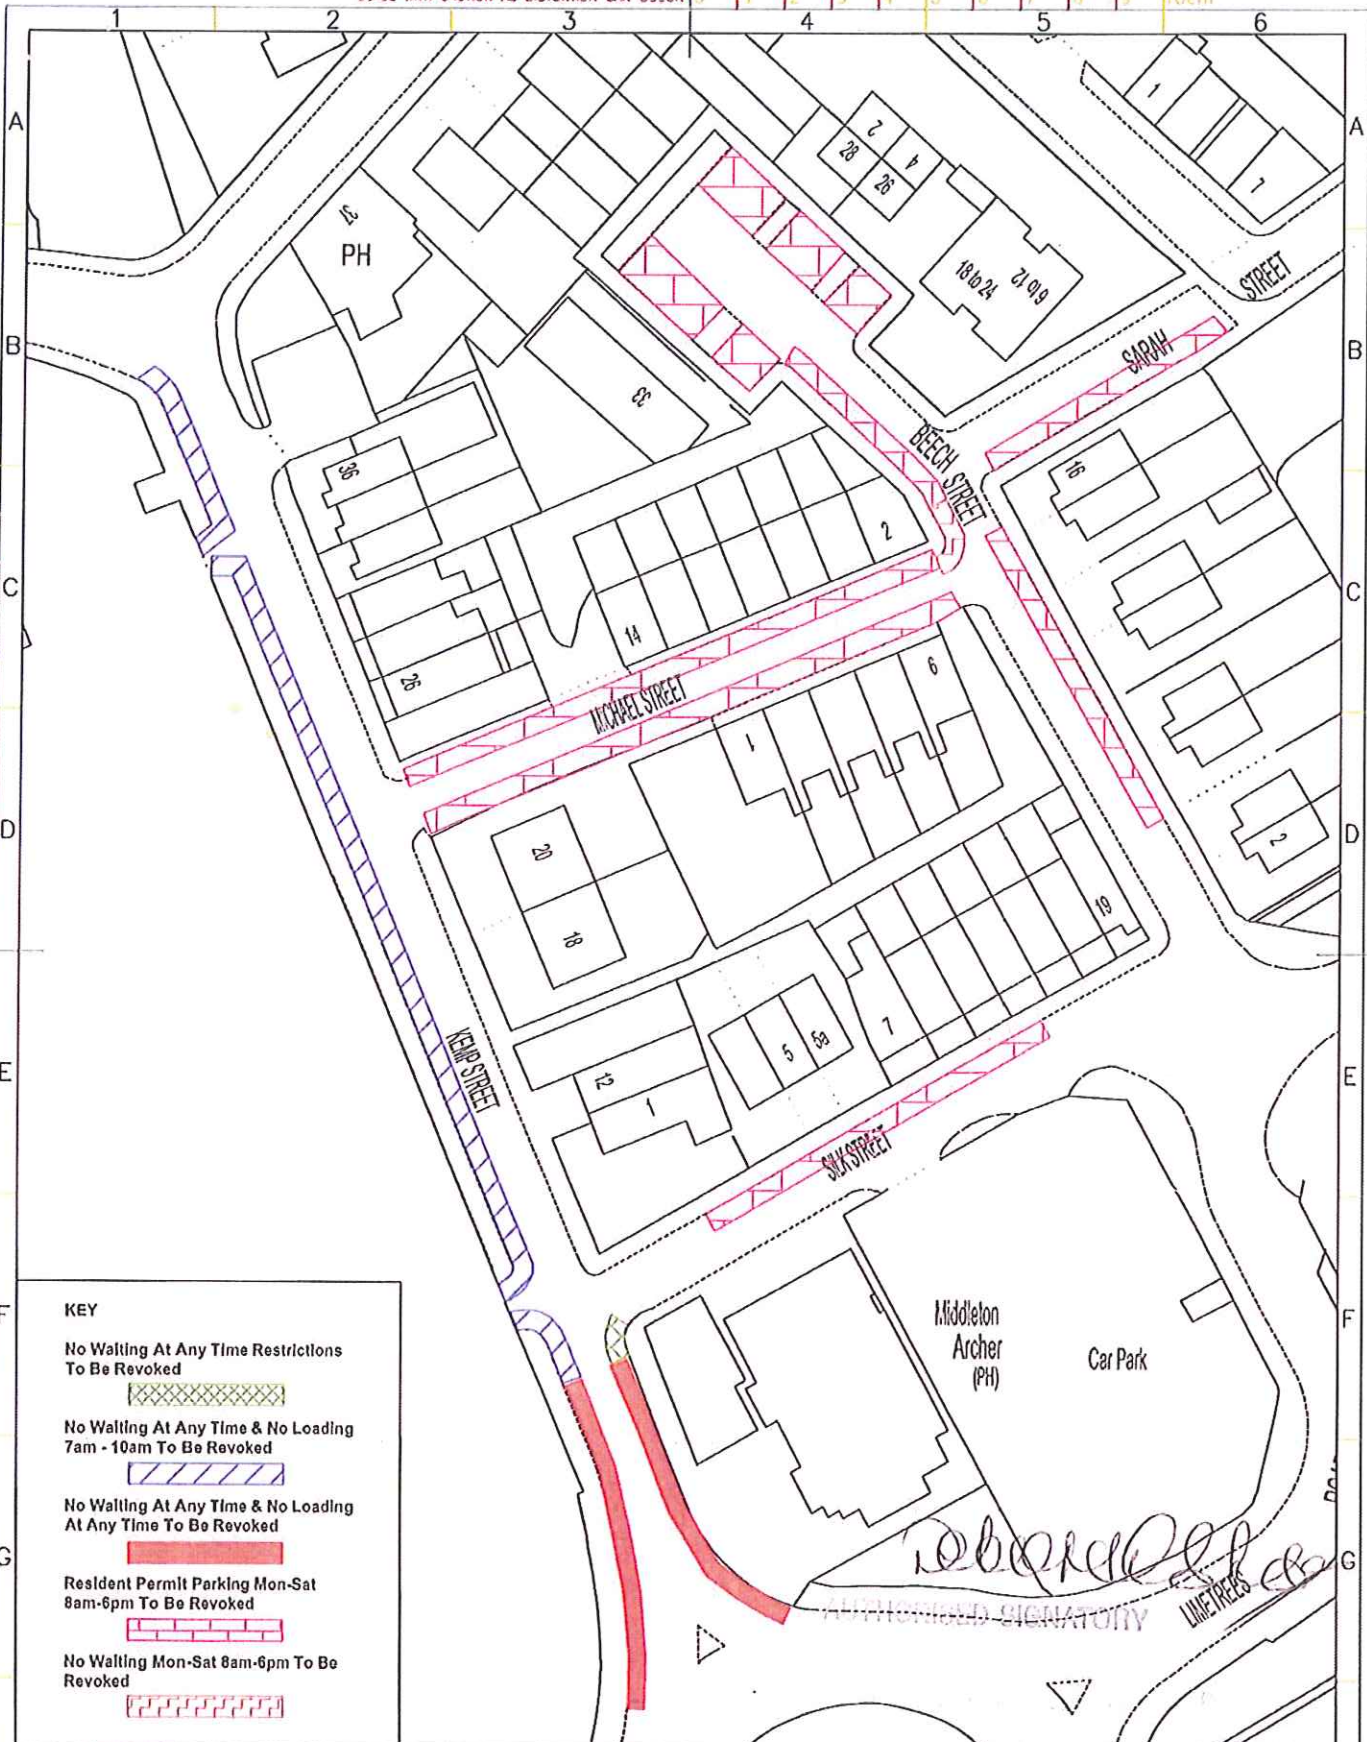 1 2 3 4 5 6
A
A
B
B
C
C
D
D
E
E
F
F
G
G
1
7
2
28
4
26
37
PH
18 to 24
6 to 12
STREET
SARAH
33
BEECH STREET
36
16
2
14
26
MICHAEL STREET
6
1
20
18
2
19
7
5
5a
12
1
KEMP STREET
SILK STREET
Middleton
Archer
(PH)
Car Park
LIMETREES
AUTHORISED SIGNATORY
KEY
No Waiting At Any Time Restrictions
To Be Revoked
No Waiting At Any Time & No Loading
7am - 10am To Be Revoked
No Waiting At Any Time & No Loading
At Any Time To Be Revoked
Resident Permit Parking Mon-Sat
8am-6pm To Be Revoked
No Waiting Mon-Sat 8am-6pm To Be
Revoked